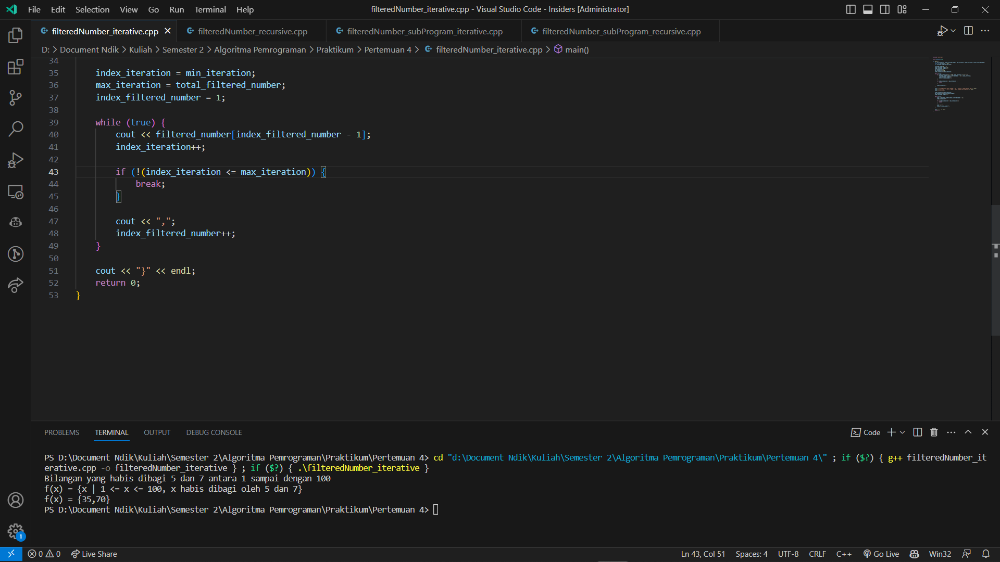 File Edit Selection View Go Run Terminal Help
filteredNumber_iterative.cpp - Visual Studio Code - Insiders [Administrator]
filteredNumber_iterative.cpp
filteredNumber_recursive.cpp
filteredNumber_subProgram_iterative.cpp
filteredNumber_subProgram_recursive.cpp
D: > Document Ndik > Kuliah > Semester 2 > Algoritma Pemrograman > Praktikum > Pertemuan 4 > filteredNumber_iterative.cpp > main()
34
35 index_iteration = min_iteration;
36 max_iteration = total_filtered_number;
37 index_filtered_number = 1;
38
39 while (true) {
40 cout << filtered_number[index_filtered_number - 1];
41 index_iteration++;
42
43 if (!(index_iteration <= max_iteration)) {
44 break;
45 }
46
47 cout << ",";
48 index_filtered_number++;
49 }
50
51 cout << "}" << endl;
52 return 0;
53 }
PROBLEMS TERMINAL OUTPUT DEBUG CONSOLE
Code
PS D:\Document Ndik\Kuliah\Semester 2\Algoritma Pemrograman\Praktikum\Pertemuan 4> cd "d:\Document Ndik\Kuliah\Semester 2\Algoritma Pemrograman\Praktikum\Pertemuan 4\" ; if ($?) { g++ filteredNumber_it
erative.cpp -o filteredNumber_iterative } ; if ($?) { .\filteredNumber_iterative }
Bilangan yang habis dibagi 5 dan 7 antara 1 sampai dengan 100
f(x) = {x | 1 <= x <= 100, x habis dibagi oleh 5 dan 7}
f(x) = {35,70}
PS D:\Document Ndik\Kuliah\Semester 2\Algoritma Pemrograman\Praktikum\Pertemuan 4>
1
0 0 Live Share
Ln 43, Col 51 Spaces: 4 UTF-8 CRLF C++ Go Live Win32